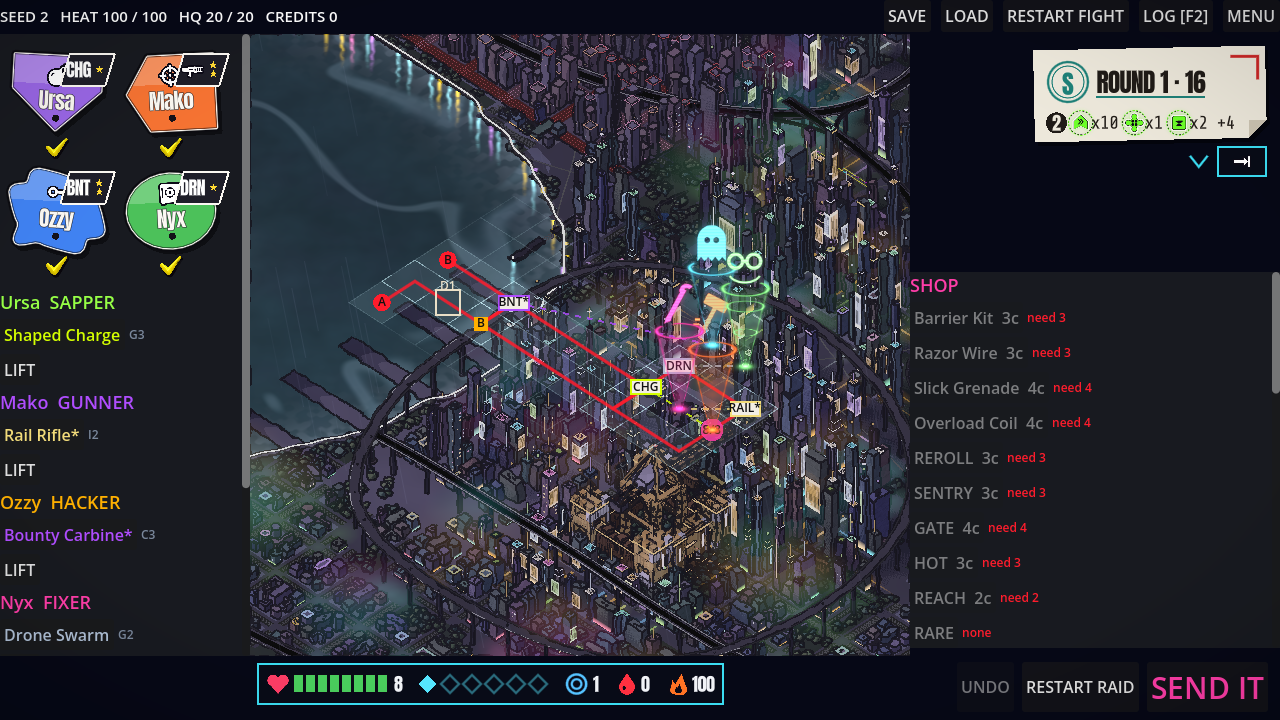 SEED 2 HEAT 100 / 100 HQ 20 / 20 CREDITS 0
SAVE LOAD RESTART FIGHT LOG [F2] MENU
CHG
Ursa
Mako
BNT
Ozzy
DRN
Nyx
Ursa SAPPER
Shaped Charge G3
LIFT
Mako GUNNER
Rail Rifle* I2
LIFT
Ozzy HACKER
Bounty Carbine* C3
LIFT
Nyx FIXER
Drone Swarm G2
B
A
D1
BNT*
B
DRN
CHG
RAIL*
S ROUND 1 · 16
2 x10 x1 x2 +4
SHOP
Barrier Kit 3c need 3
Razor Wire 3c need 3
Slick Grenade 4c need 4
Overload Coil 4c need 4
REROLL 3c need 3
SENTRY 3c need 3
GATE 4c need 4
HOT 3c need 3
REACH 2c need 2
RARE none
8 1 0 100
UNDO RESTART RAID SEND IT